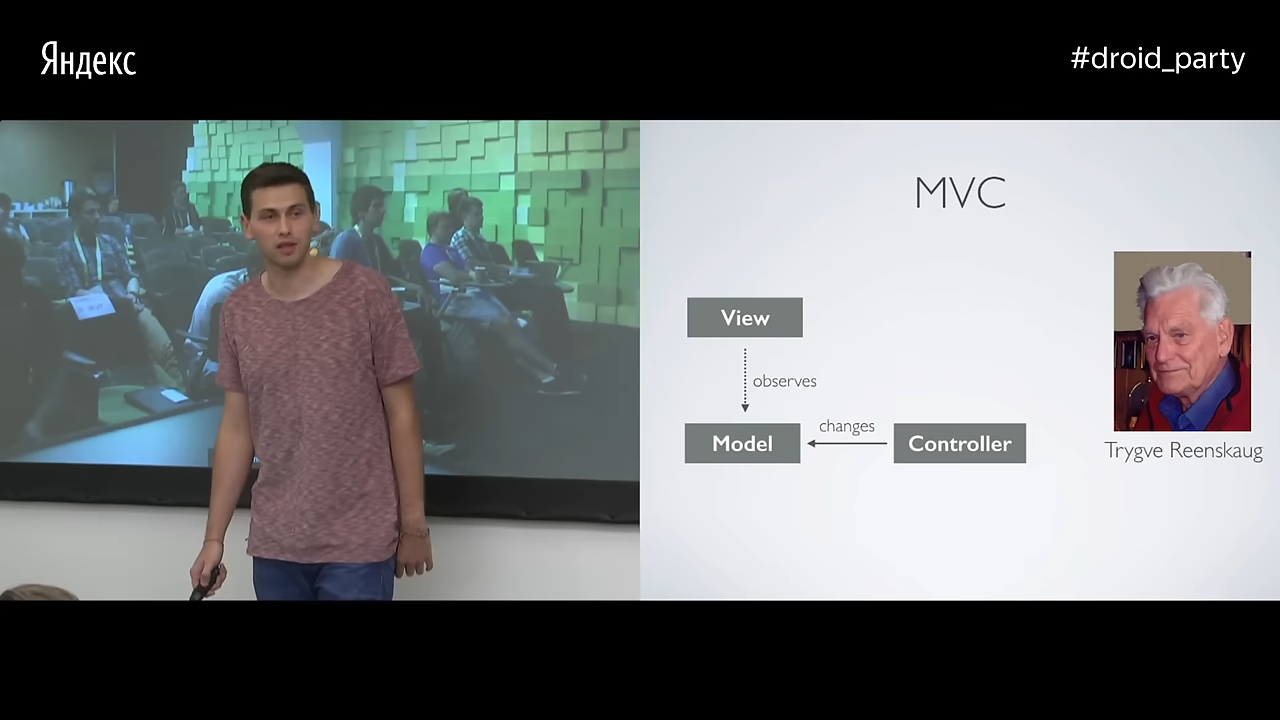 Яндекс
#droid_party
MVC
View
observes
changes
Model
Controller
Trygve Reenskaug